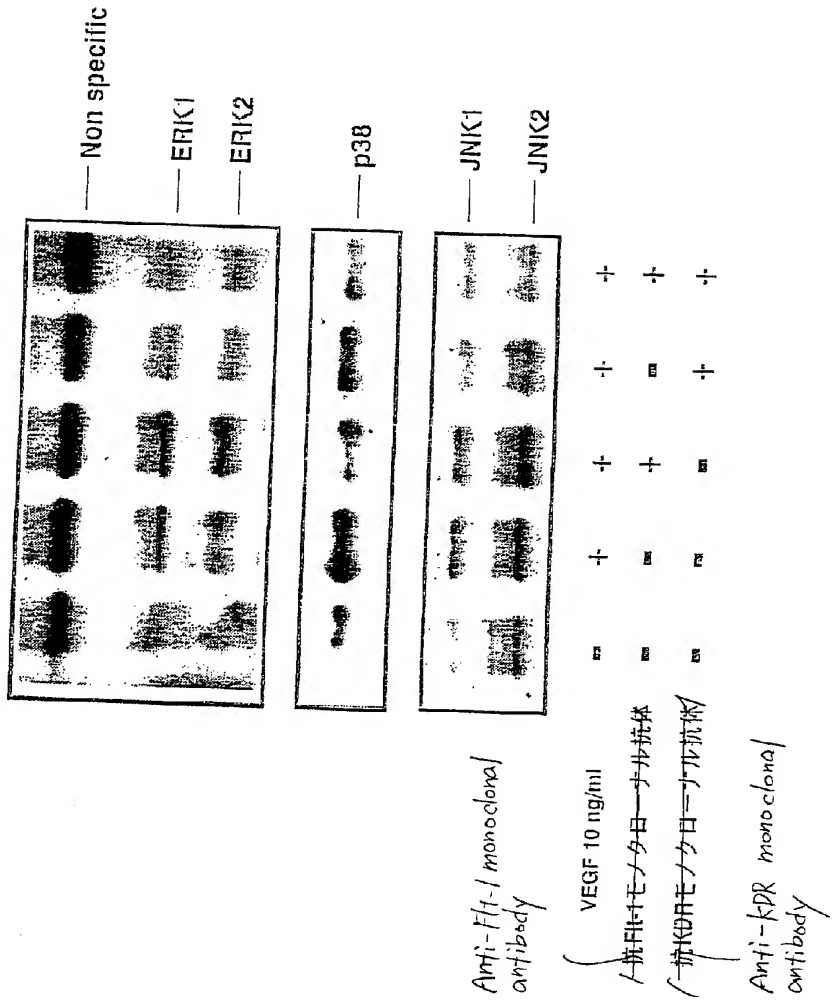 Non specific
ERK1
ERK2
p38
JNK1
JNK2
VEGF 10 ng/ml - + + + +
Anti-Flt-1 monoclonal
antibody
抗Flt-1モノクローナル抗体 - - + - +
抗KDRモノクローナル抗体 - - - + +
Anti-KDR monoclonal
antibody